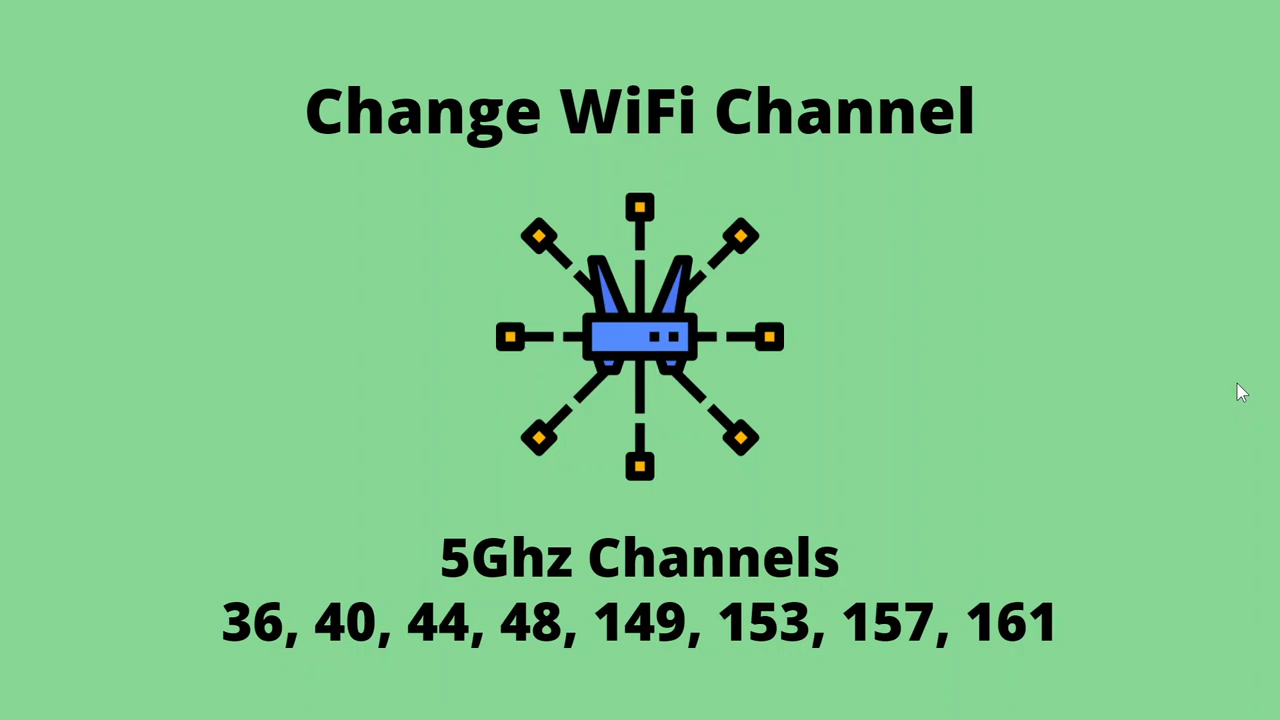 Change WiFi Channel
5Ghz Channels
36, 40, 44, 48, 149, 153, 157, 161